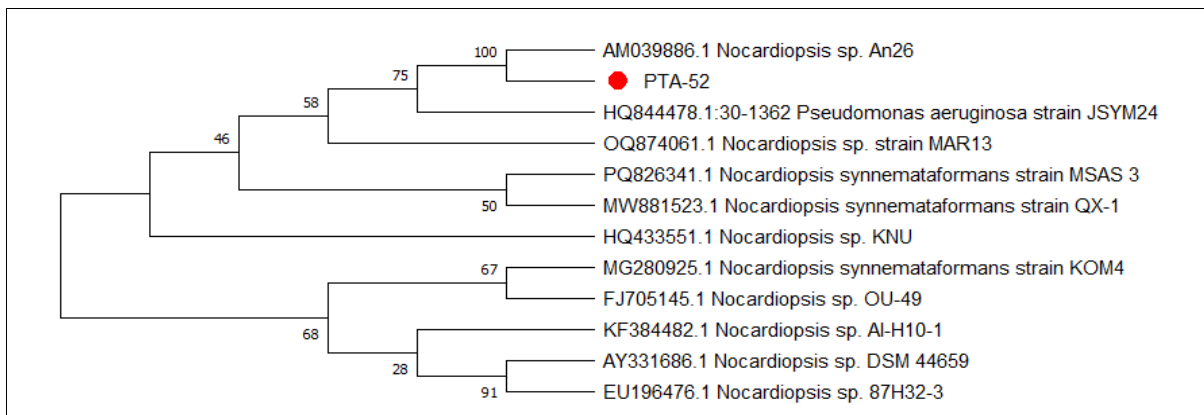 100
AM039886.1 Nocardiopsis sp. An26
75
PTA-52
58
HQ844478.1:30-1362 Pseudomonas aeruginosa strain JSYM24
46
OQ874061.1 Nocardiopsis sp. strain MAR13
PQ826341.1 Nocardiopsis synnemataformans strain MSAS 3
50
MW881523.1 Nocardiopsis synnemataformans strain QX-1
HQ433551.1 Nocardiopsis sp. KNU
67
MG280925.1 Nocardiopsis synnemataformans strain KOM4
FJ705145.1 Nocardiopsis sp. OU-49
68
KF384482.1 Nocardiopsis sp. Al-H10-1
28
AY331686.1 Nocardiopsis sp. DSM 44659
91
EU196476.1 Nocardiopsis sp. 87H32-3